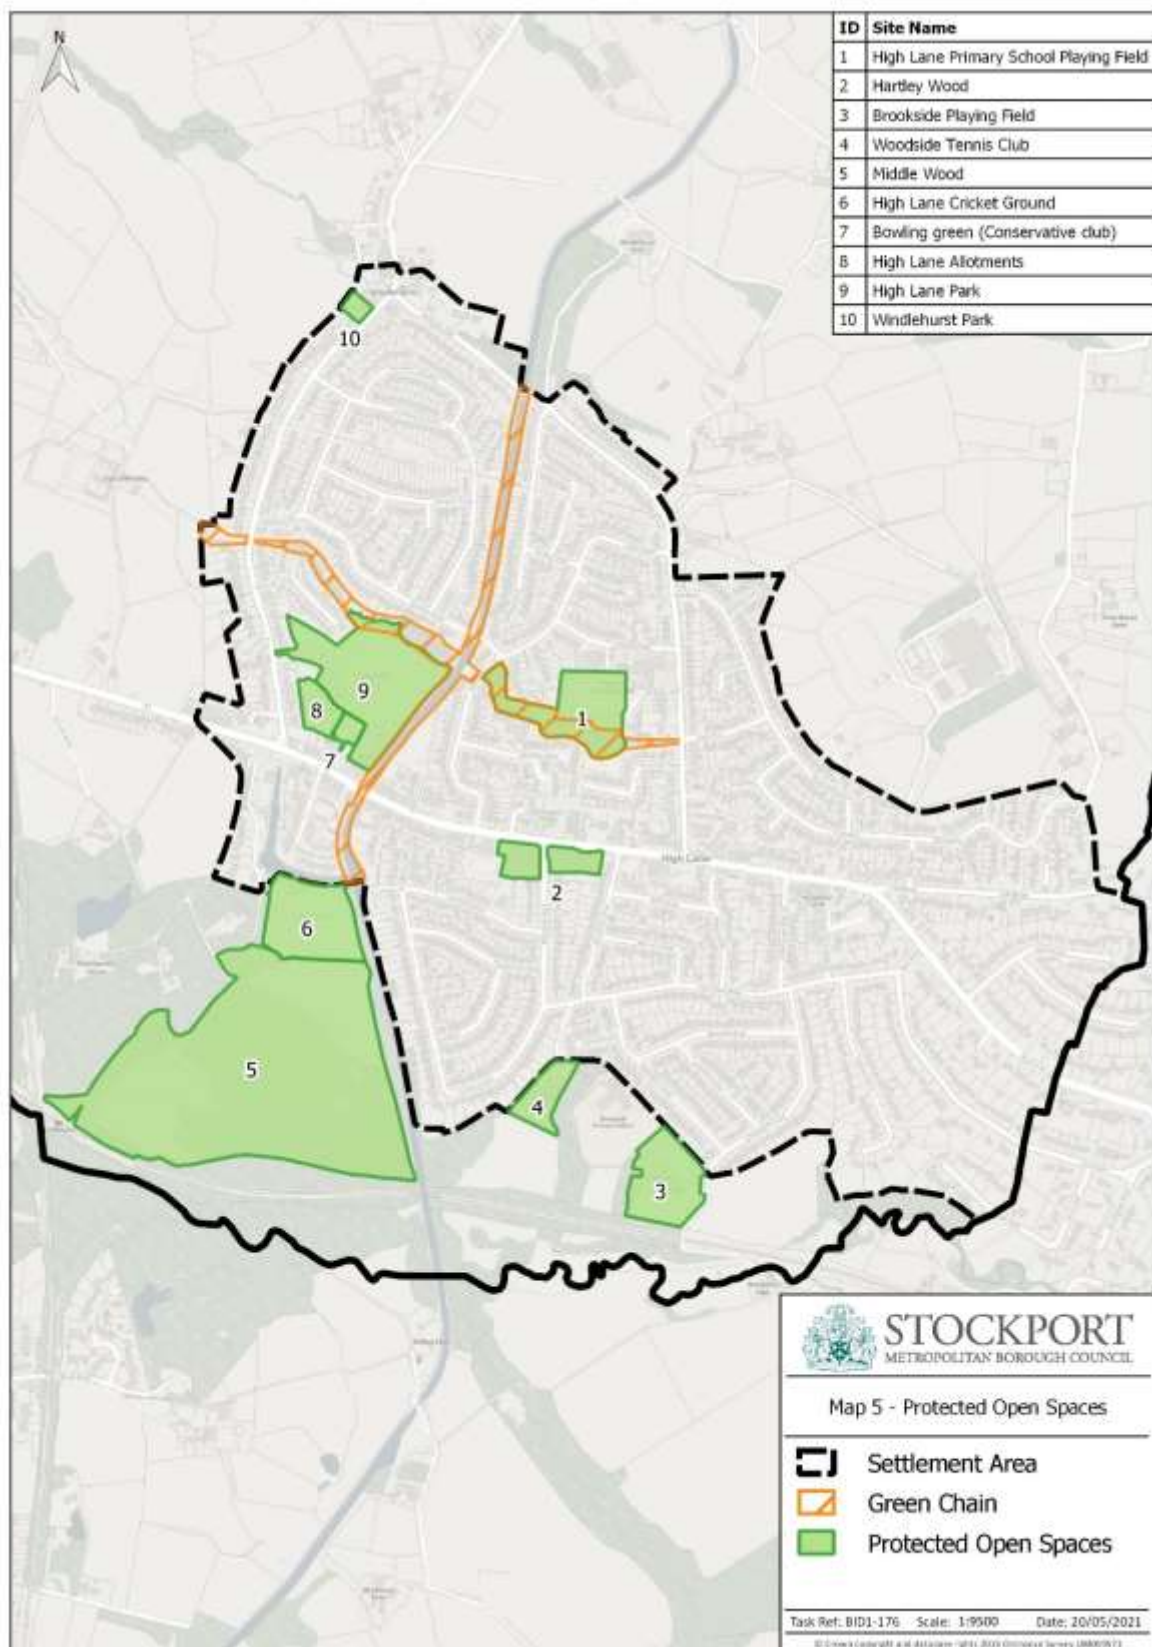 N
ID Site Name
1 High Lane Primary School Playing Field
2 Hartley Wood
3 Brookside Playing Field
4 Woodside Tennis Club
5 Middle Wood
6 High Lane Cricket Ground
7 Bowling green (Conservative club)
8 High Lane Allotments
9 High Lane Park
10 Windlehurst Park
10
9
8
1
7
High Lane
2
6
5
4
3
STOCKPORT
METROPOLITAN BOROUGH COUNCIL
Map 5 - Protected Open Spaces
Settlement Area
Green Chain
Protected Open Spaces
Task Ref: BID1-176 Scale: 1:9500 Date: 20/05/2021